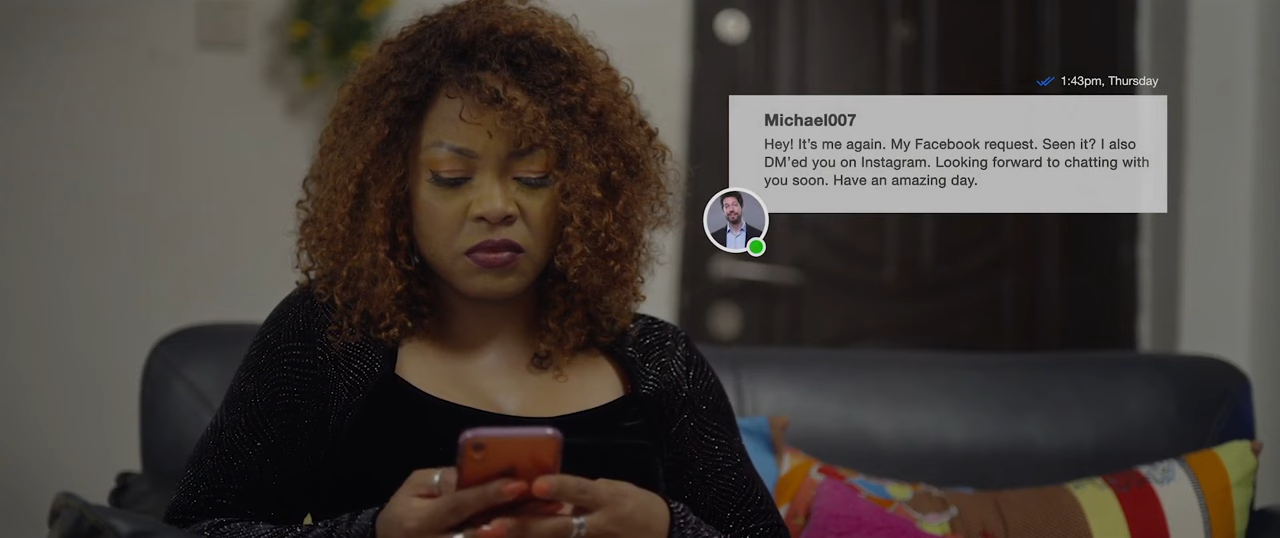 1:43pm, Thursday
Michael007
Hey! It's me again. My Facebook request. Seen it? I also
DM'ed you on Instagram. Looking forward to chatting with
you soon. Have an amazing day.